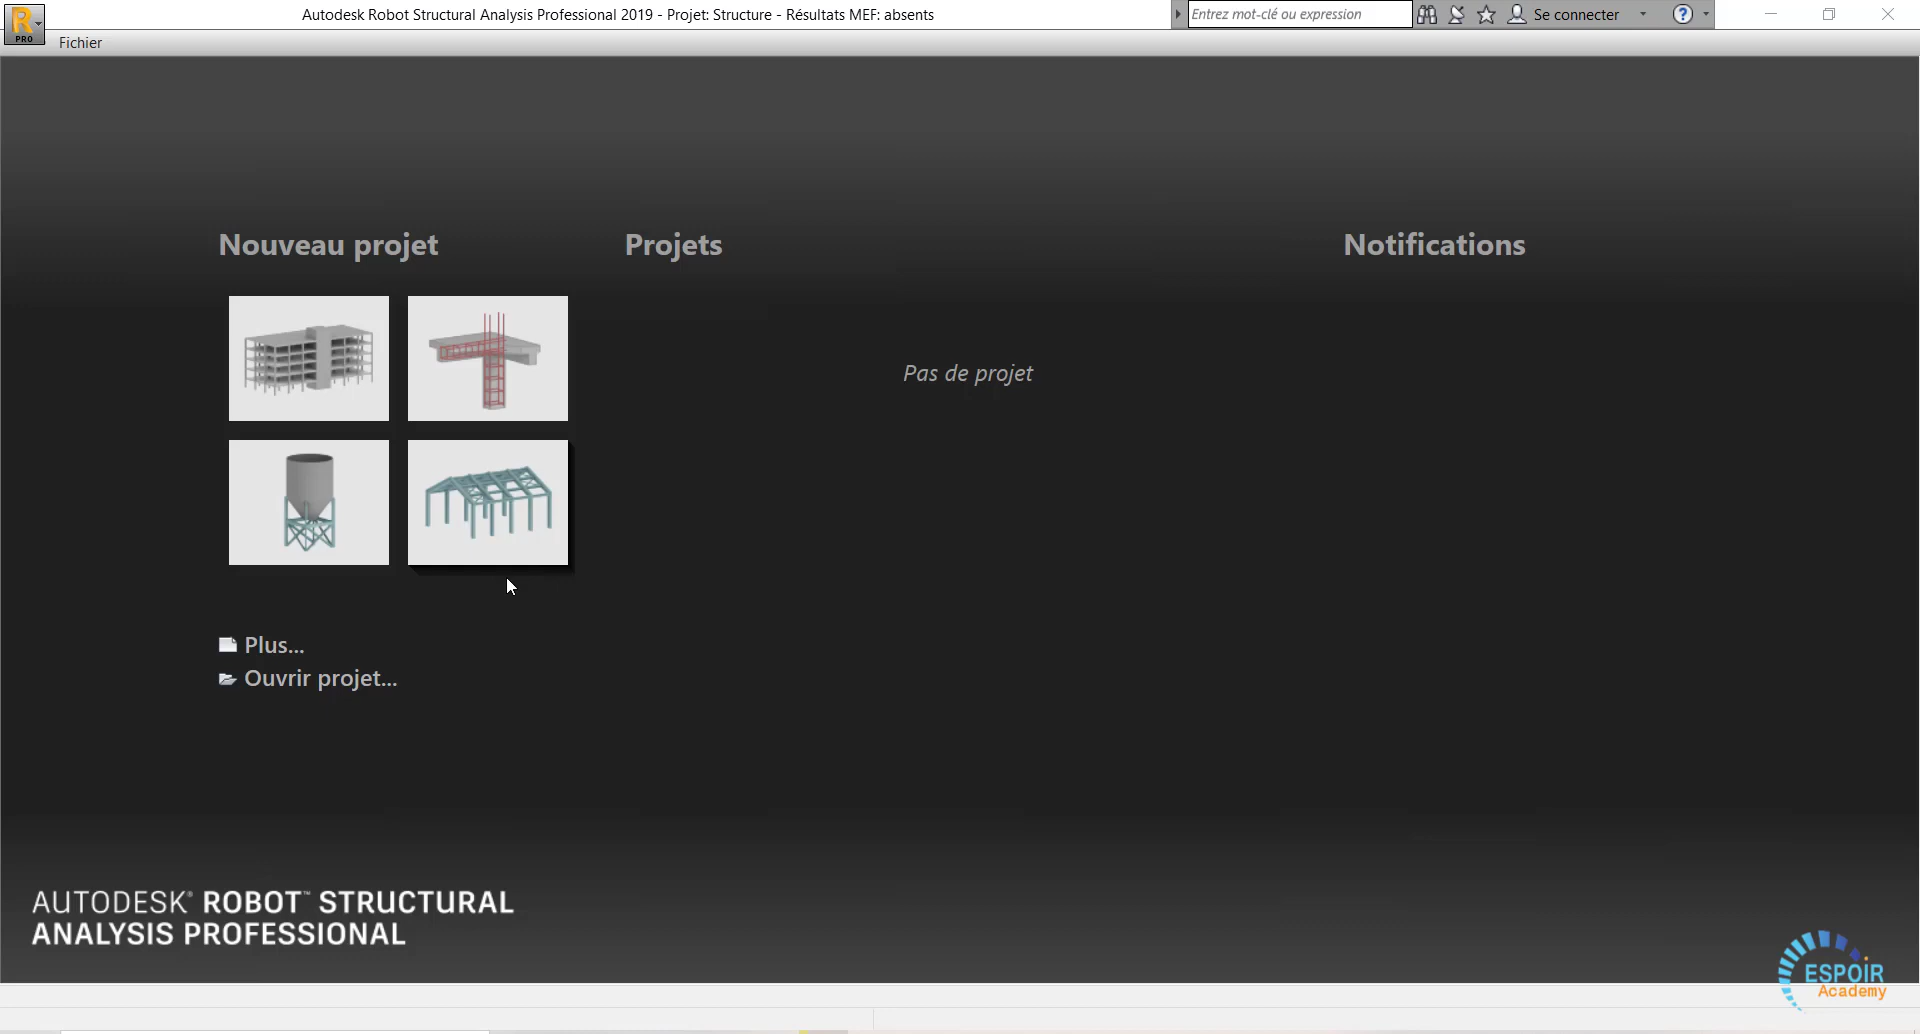 Autodesk Robot Structural Analysis Professional 2019 - Projet: Structure - Résultats MEF: absents
Entrez mot-clé ou expression
Se connecter
PRO
Fichier
Nouveau projet
Projets
Notifications
Pas de projet
Plus...
Ouvrir projet...
AUTODESK® ROBOT™ STRUCTURAL
ANALYSIS PROFESSIONAL
ESPOIR
Academy